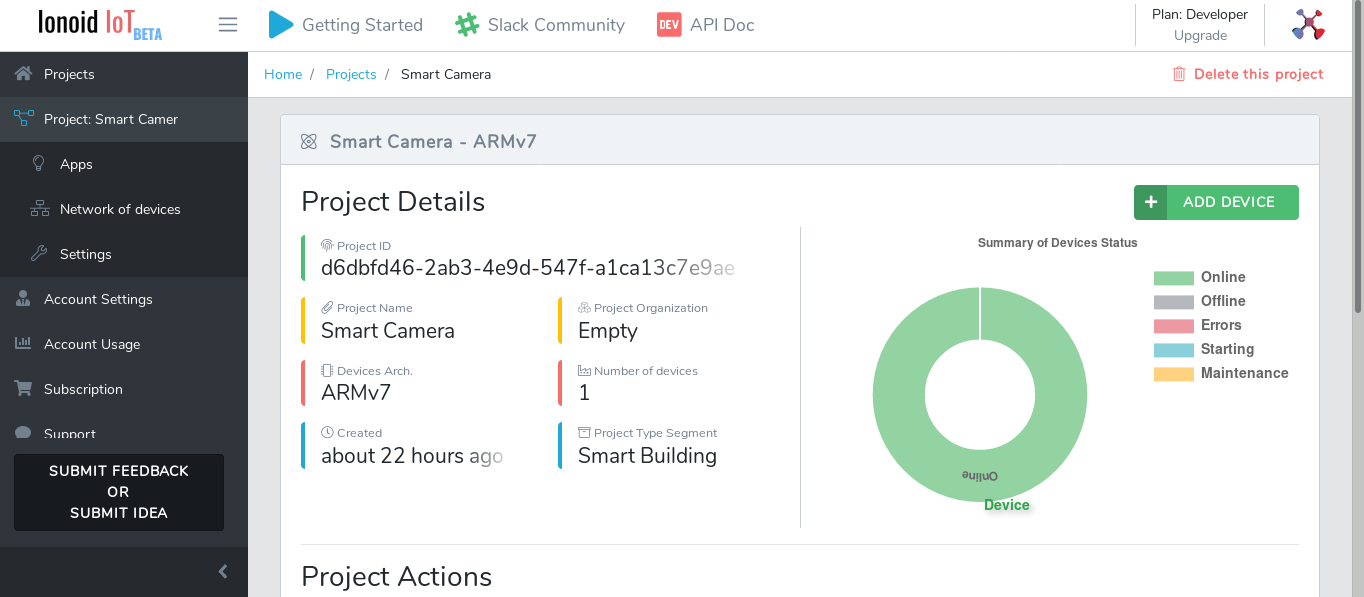 Ionoid IoT BETA
Getting Started
Slack Community
DEV API Doc
Plan: Developer
Upgrade
Projects
Project: Smart Camer
Apps
Network of devices
Settings
Account Settings
Account Usage
Subscription
Support
SUBMIT FEEDBACK
OR
SUBMIT IDEA
Home / Projects / Smart Camera
Delete this project
Smart Camera - ARMv7
Project Details
ADD DEVICE
Project ID
d6dbfd46-2ab3-4e9d-547f-a1ca13c7e9ae
Project Name
Smart Camera
Project Organization
Empty
Devices Arch.
ARMv7
Number of devices
1
Created
about 22 hours ago
Project Type Segment
Smart Building
Summary of Devices Status
Online
Offline
Errors
Starting
Maintenance
Online
Device
Project Actions